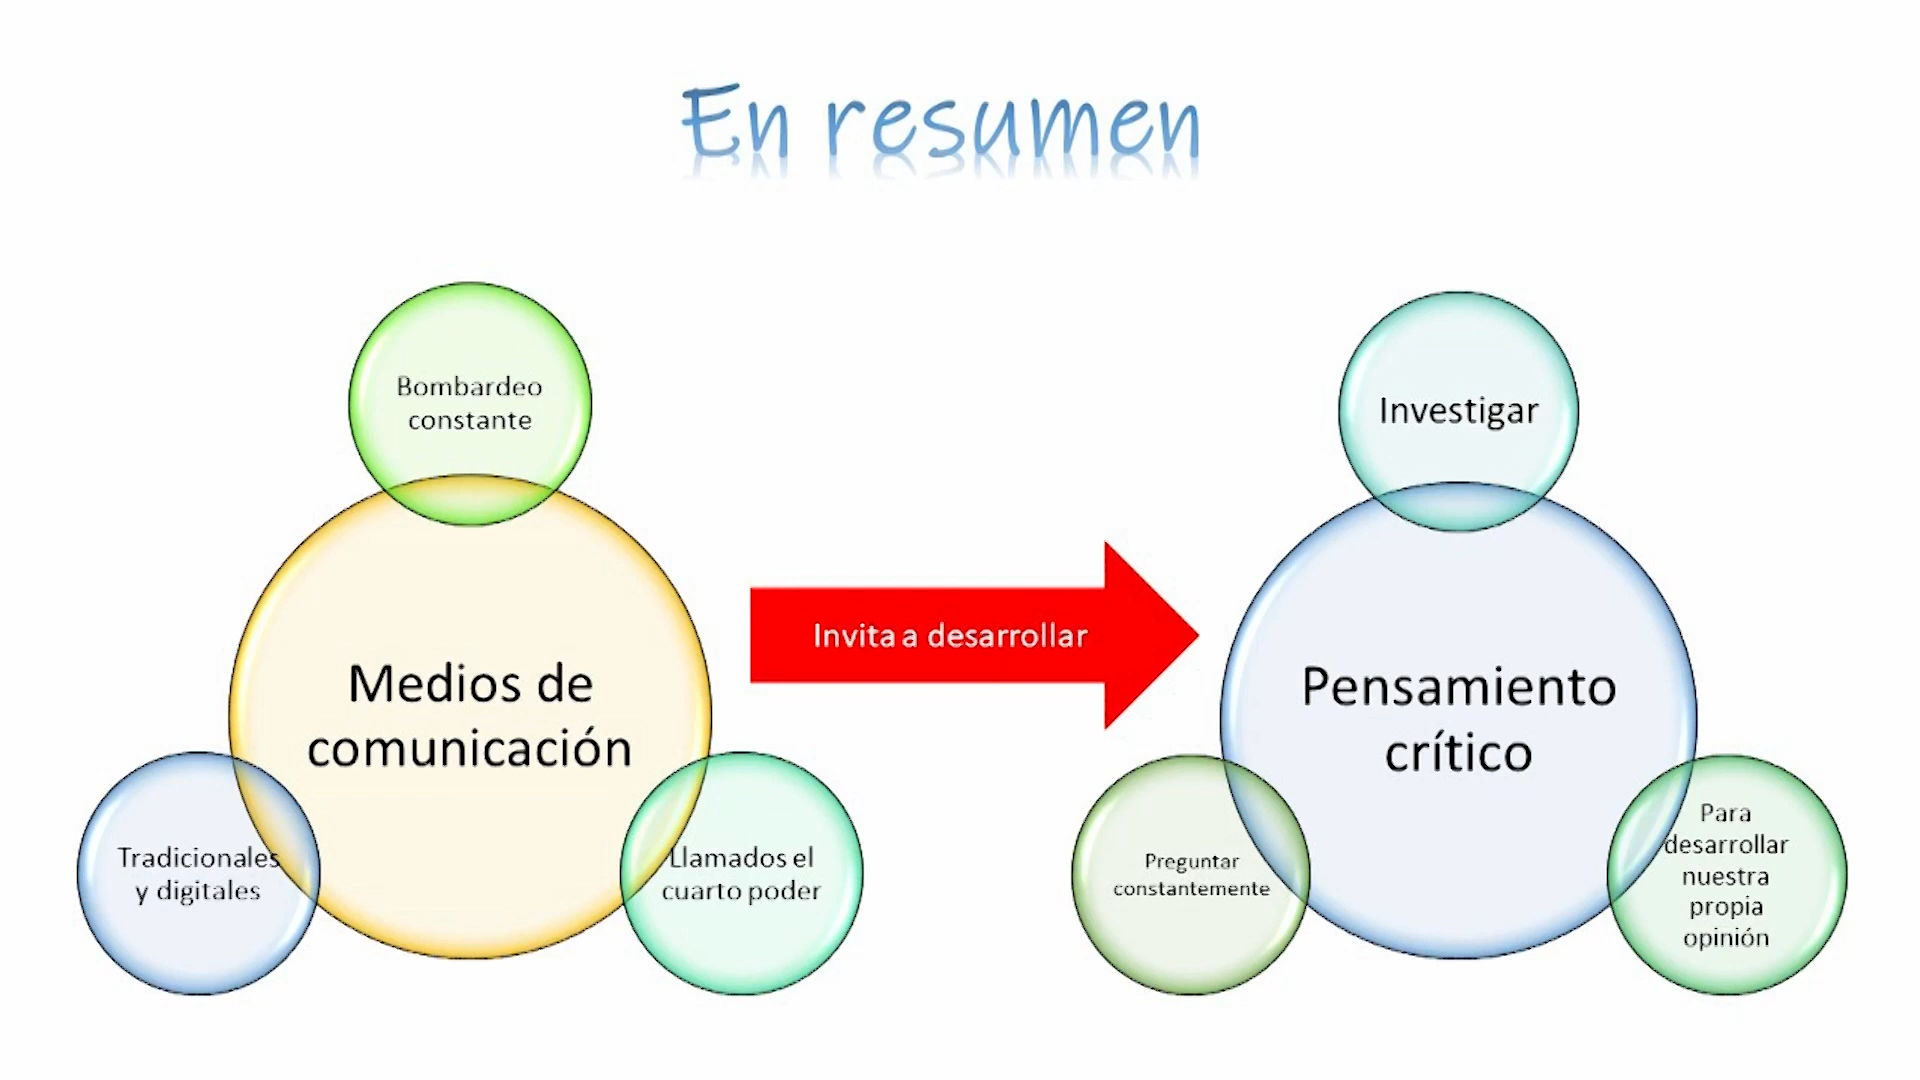 En resumen
Bombardeo
constante
Medios de
comunicación
Tradicionales
y digitales
Llamados el
cuarto poder
Invita a desarrollar
Investigar
Pensamiento
crítico
Preguntar
constantemente
Para
desarrollar
nuestra
propia
opinión